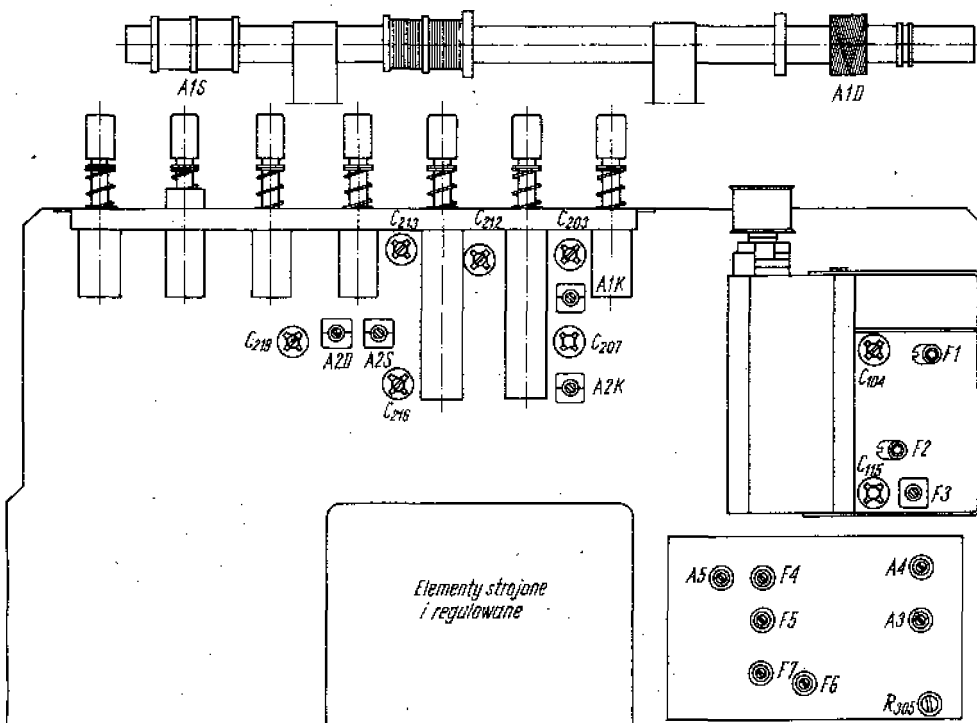 A1S
A1D
C213
C212
C203
A1K
C219
A2D
A2S
C207
C216
A2K
C104
F1
F2
C115
F3
Elementy strojone
i regulowane
A5
F4
A4
F5
A3
F7
F6
R305